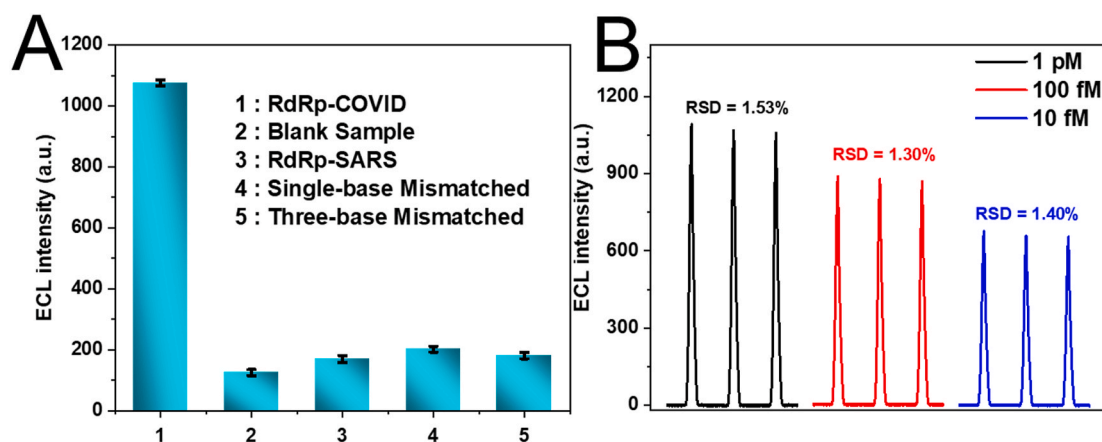 A
ECL intensity (a.u.)
1200
1000
800
600
400
200
0
1 : RdRp-COVID
2 : Blank Sample
3 : RdRp-SARS
4 : Single-base Mismatched
5 : Three-base Mismatched
1 2 3 4 5
B
ECL intensity (a.u.)
1200
900
600
300
0
1 pM
100 fM
10 fM
RSD = 1.53%
RSD = 1.30%
RSD = 1.40%